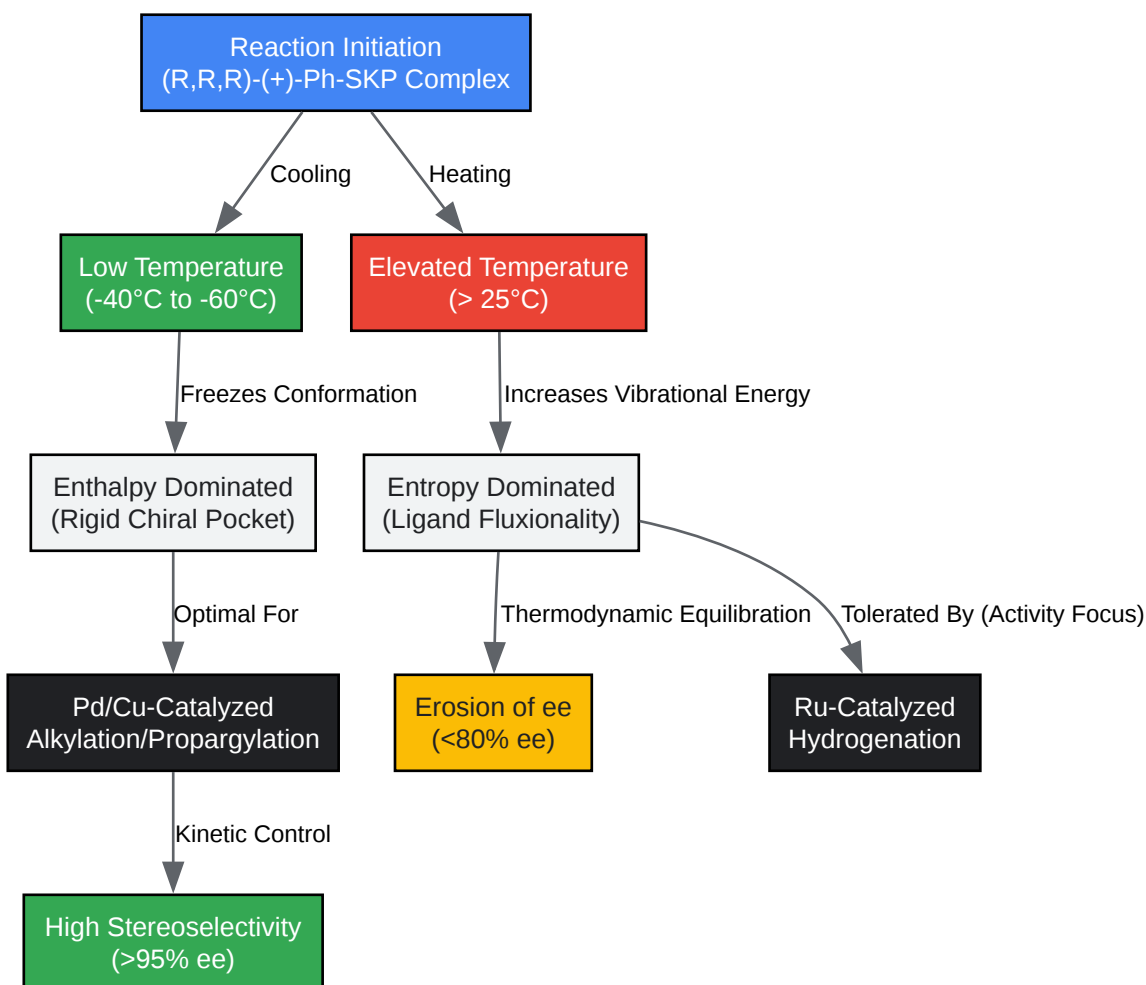 Reaction Initiation
(R,R,R)-(+)-Ph-SKP Complex
Cooling
Heating
Low Temperature
(-40°C to -60°C)
Elevated Temperature
(> 25°C)
Freezes Conformation
Increases Vibrational Energy
Enthalpy Dominated
(Rigid Chiral Pocket)
Entropy Dominated
(Ligand Fluxionality)
Optimal For
Thermodynamic Equilibration
Tolerated By (Activity Focus)
Pd/Cu-Catalyzed
Alkylation/Propargylation
Erosion of ee
(<80% ee)
Ru-Catalyzed
Hydrogenation
Kinetic Control
High Stereoselectivity
(>95% ee)